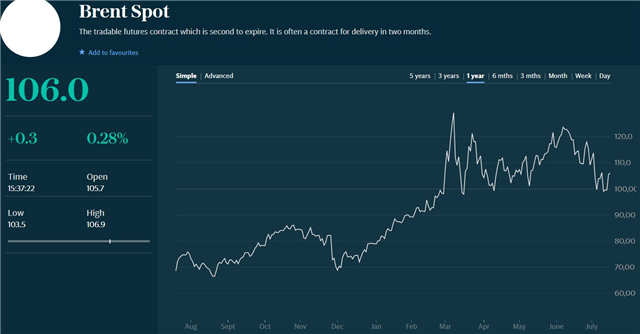 Brent Spot
The tradable futures contract which is second to expire. It is often a contract for delivery in two months.
★ Add to favourites
106.0
Simple | Advanced
5 years | 3 years | 1 year | 6 mths | 3 mths | Month | Week | Day
+0.3 0.28%
Time Open
15:37:22 105.7
Low High
103.5 106.9
120,0
110,0
100,00
90,00
80,00
70,00
60,00
Aug Sept Oct Nov Dec Jan Feb Mar Apr May June July